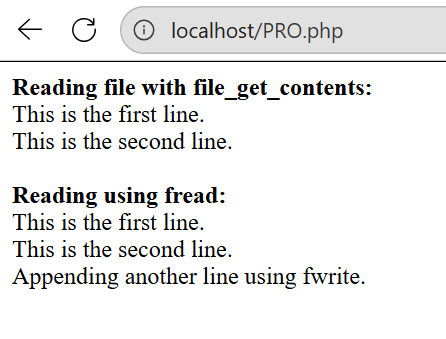 localhost/PRO.php
Reading file with file_get_contents:
This is the first line.
This is the second line.
Reading using fread:
This is the first line.
This is the second line.
Appending another line using fwrite.